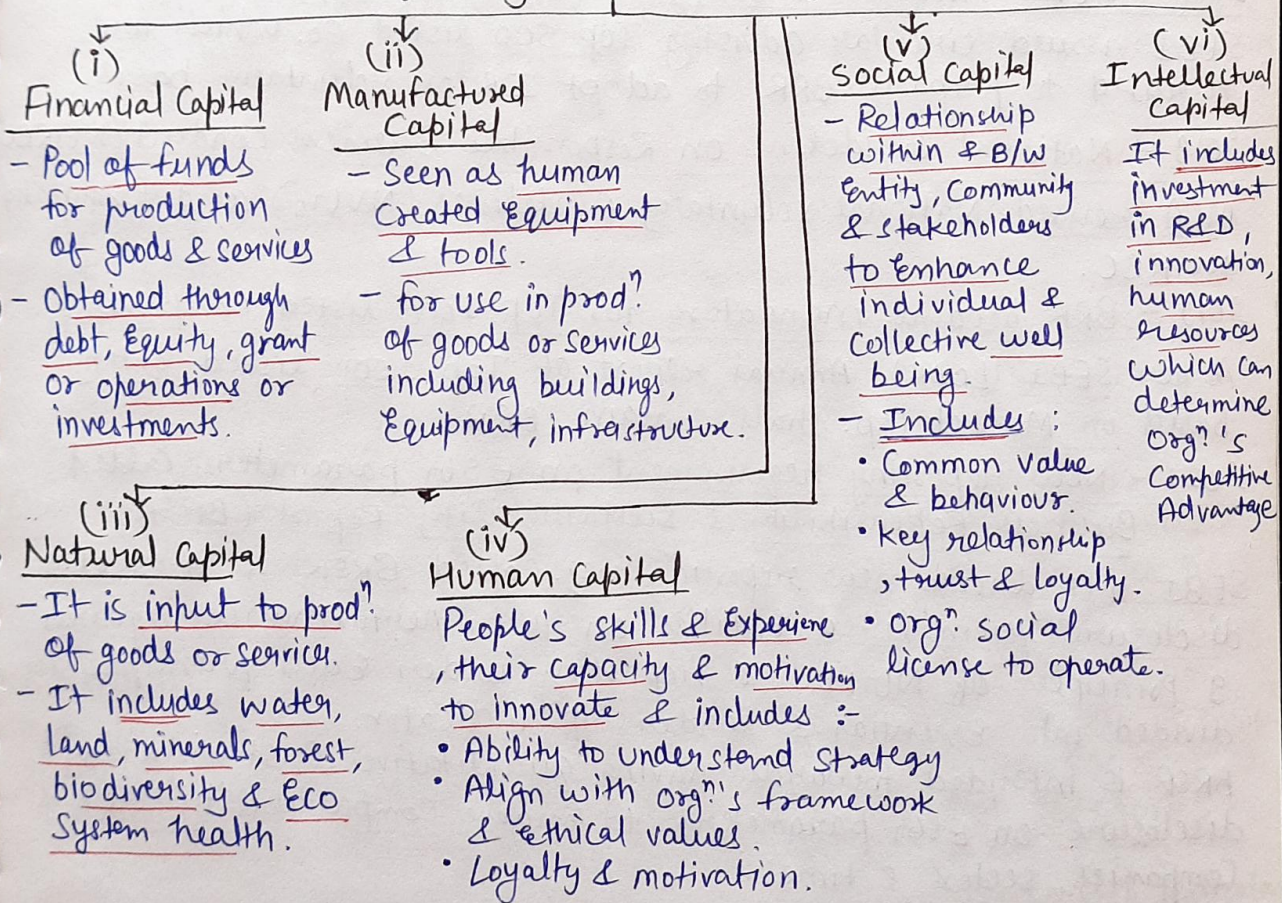 (i)
Financial Capital
- Pool of funds
for production
of goods & services
- Obtained through
debt, Equity, grant
or operations or
investments.
(ii)
Manufactured
Capital
- Seen as human
created Equipment
& tools.
- for use in prodⁿ.
of goods or services
including buildings,
Equipment, infrastructure.
(iii)
Natural Capital
- It is input to prodⁿ.
of goods or services.
- It includes water,
land, minerals, forest,
biodiversity & Eco
system health.
(iv)
Human Capital
People's skills & Experiene
, their capacity & motivation
to innovate & includes :-
• Ability to understand strategy
• Align with orgⁿ's framework
& Ethical values.
• Loyalty & motivation.
(v)
Social Capital
- Relationship
within & B/W
Entity, Community
& stakeholders
to Enhance
individual &
Collective well
being.
- Includes :
• Common value
& behaviour.
• Key relationship
, trust & Loyalty.
• orgⁿ. social
license to operate.
(vi)
Intellectual
Capital
It includes
investment
in R&D,
innovation,
human
resources
which can
determine
Orgⁿ.'s
Competitive
Advantage